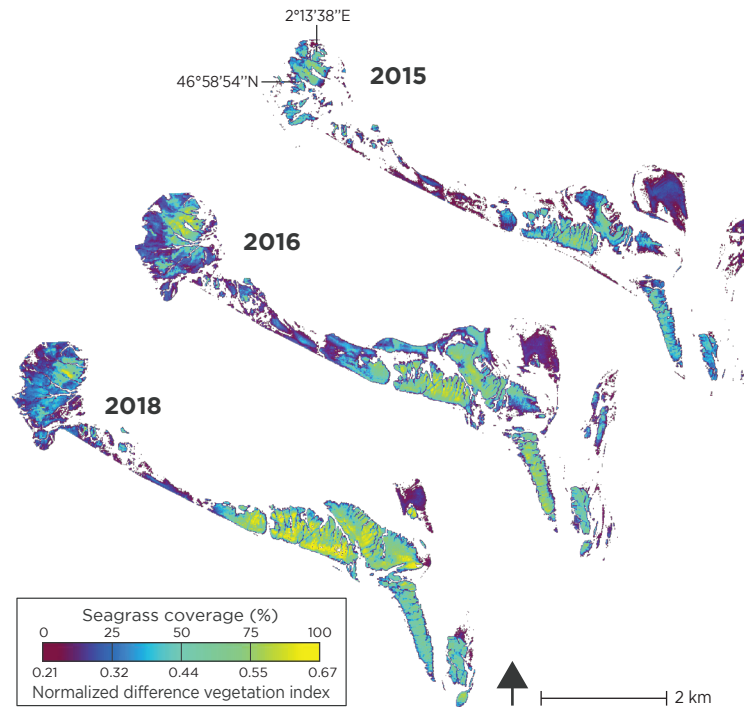 2°13'38’’E
46°58'54’’N
2015
2016
2018
Seagrass coverage (%)
0 25 50 75 100
0.21 0.32 0.44 0.55 0.67
Normalized difference vegetation index
2 km